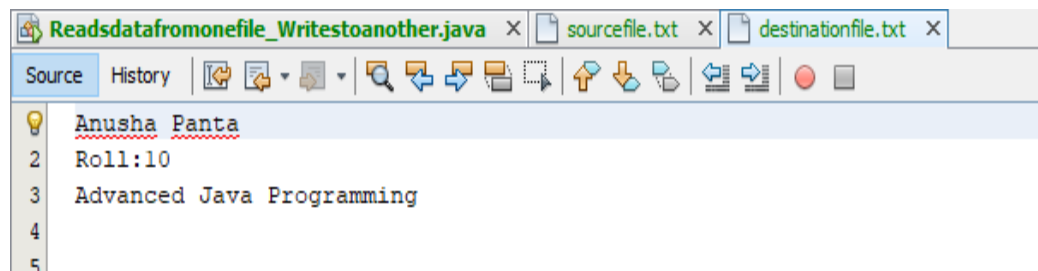 Readsdatafromonefile_Writestoanother.java sourcefile.txt destinationfile.txt
Source History
Anusha Panta
2 Roll:10
3 Advanced Java Programming
4
5